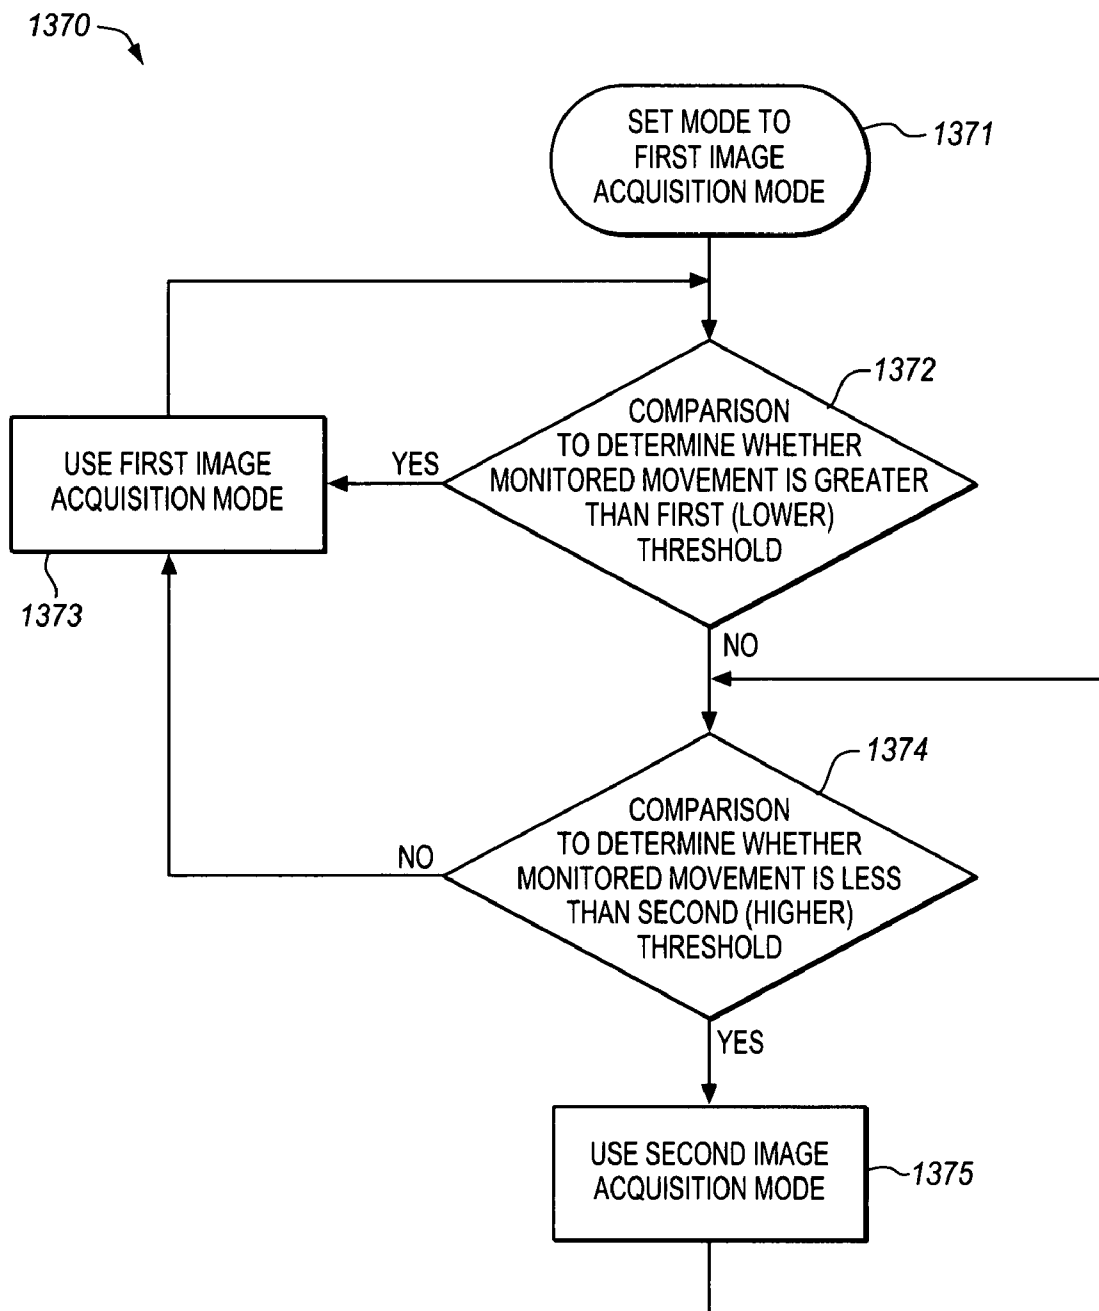 1370
SET MODE TO
FIRST IMAGE
ACQUISITION MODE
1371
1372
COMPARISON
TO DETERMINE WHETHER
MONITORED MOVEMENT IS GREATER
THAN FIRST (LOWER)
THRESHOLD
YES
USE FIRST IMAGE
ACQUISITION MODE
1373
NO
1374
COMPARISON
TO DETERMINE WHETHER
MONITORED MOVEMENT IS LESS
THAN SECOND (HIGHER)
THRESHOLD
NO
YES
USE SECOND IMAGE
ACQUISITION MODE
1375